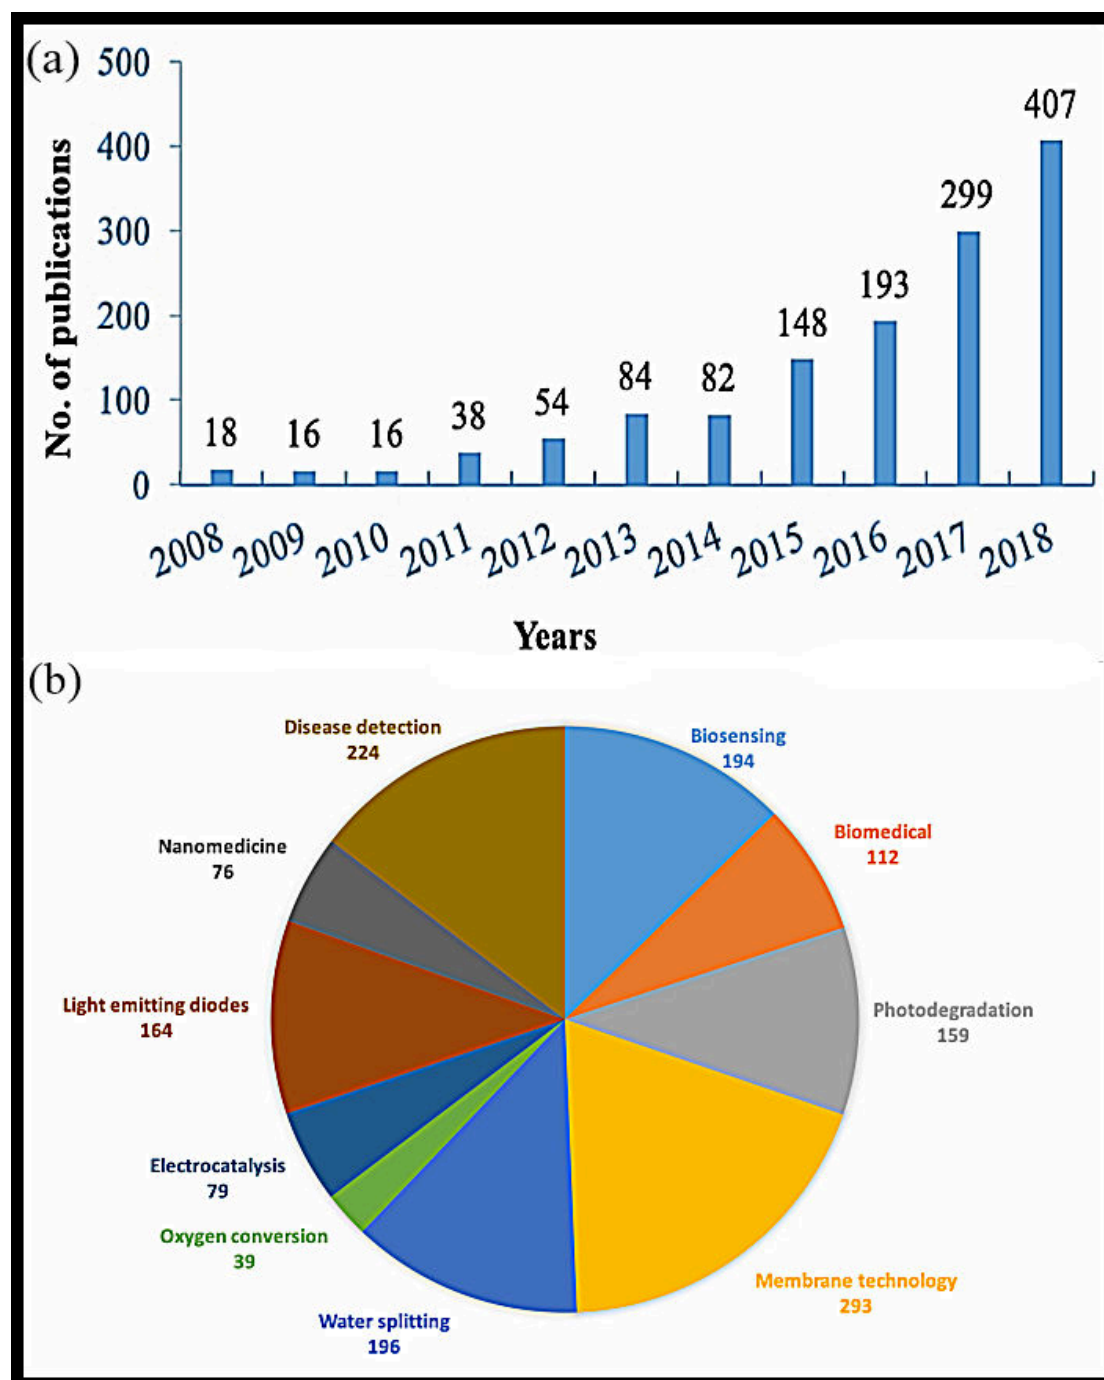 (a)
500
400
300
200
100
0
No. of publications
18
16
16
38
54
84
82
148
193
299
407
2008
2009
2010
2011
2012
2013
2014
2015
2016
2017
2018
Years
(b)
Biosensing
194
Biomedical
112
Photodegradation
159
Membrane technology
293
Water splitting
196
Oxygen conversion
39
Electrocatalysis
79
Light emitting diodes
164
Nanomedicine
76
Disease detection
224